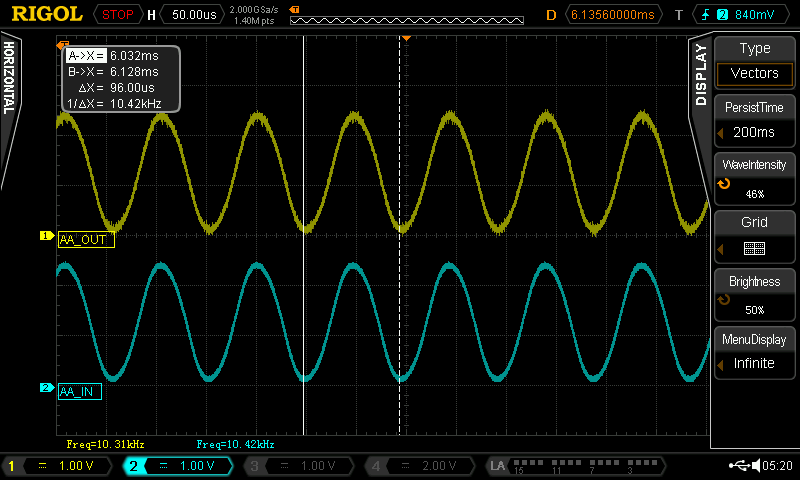 RIGOL STOP H 50.00us 2.000GSa/s 1.40M pts D 6.13560000ms T 2 840mV
HORIZONTAL
T
A->X = 6.032ms
B->X = 6.128ms
ΔX = 96.00us
1/ΔX = 10.42kHz
1 AA_OUT
2 AA_IN
Freq=10.31kHz Freq=10.42kHz
DISPLAY
Type
Vectors
PersistTime
200ms
WaveIntensity
46%
Grid
Brightness
50%
MenuDisplay
Infinite
1 = 1.00 V 2 = 1.00 V 3 = 1.00 V 4 = 2.00 V LA 15 11 7 3 05:20